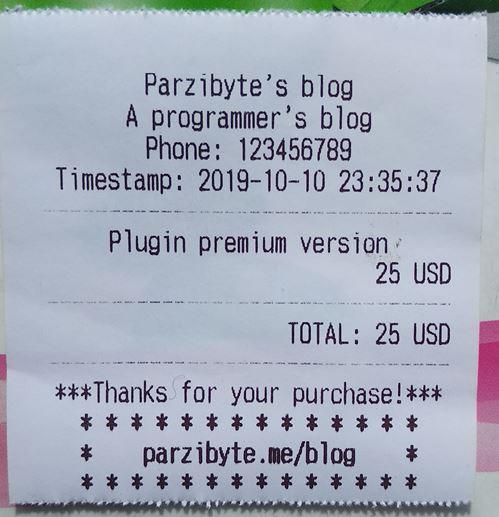 Parzibyte's blog
A programmer's blog
Phone: 123456789
Timestamp: 2019-10-10 23:35:37
Plugin premium version
25 USD
TOTAL: 25 USD
***Thanks for your purchase!***
* * * * * * * * * * * * *
* parzibyte.me/blog *
* * * * * * * * * * * * *